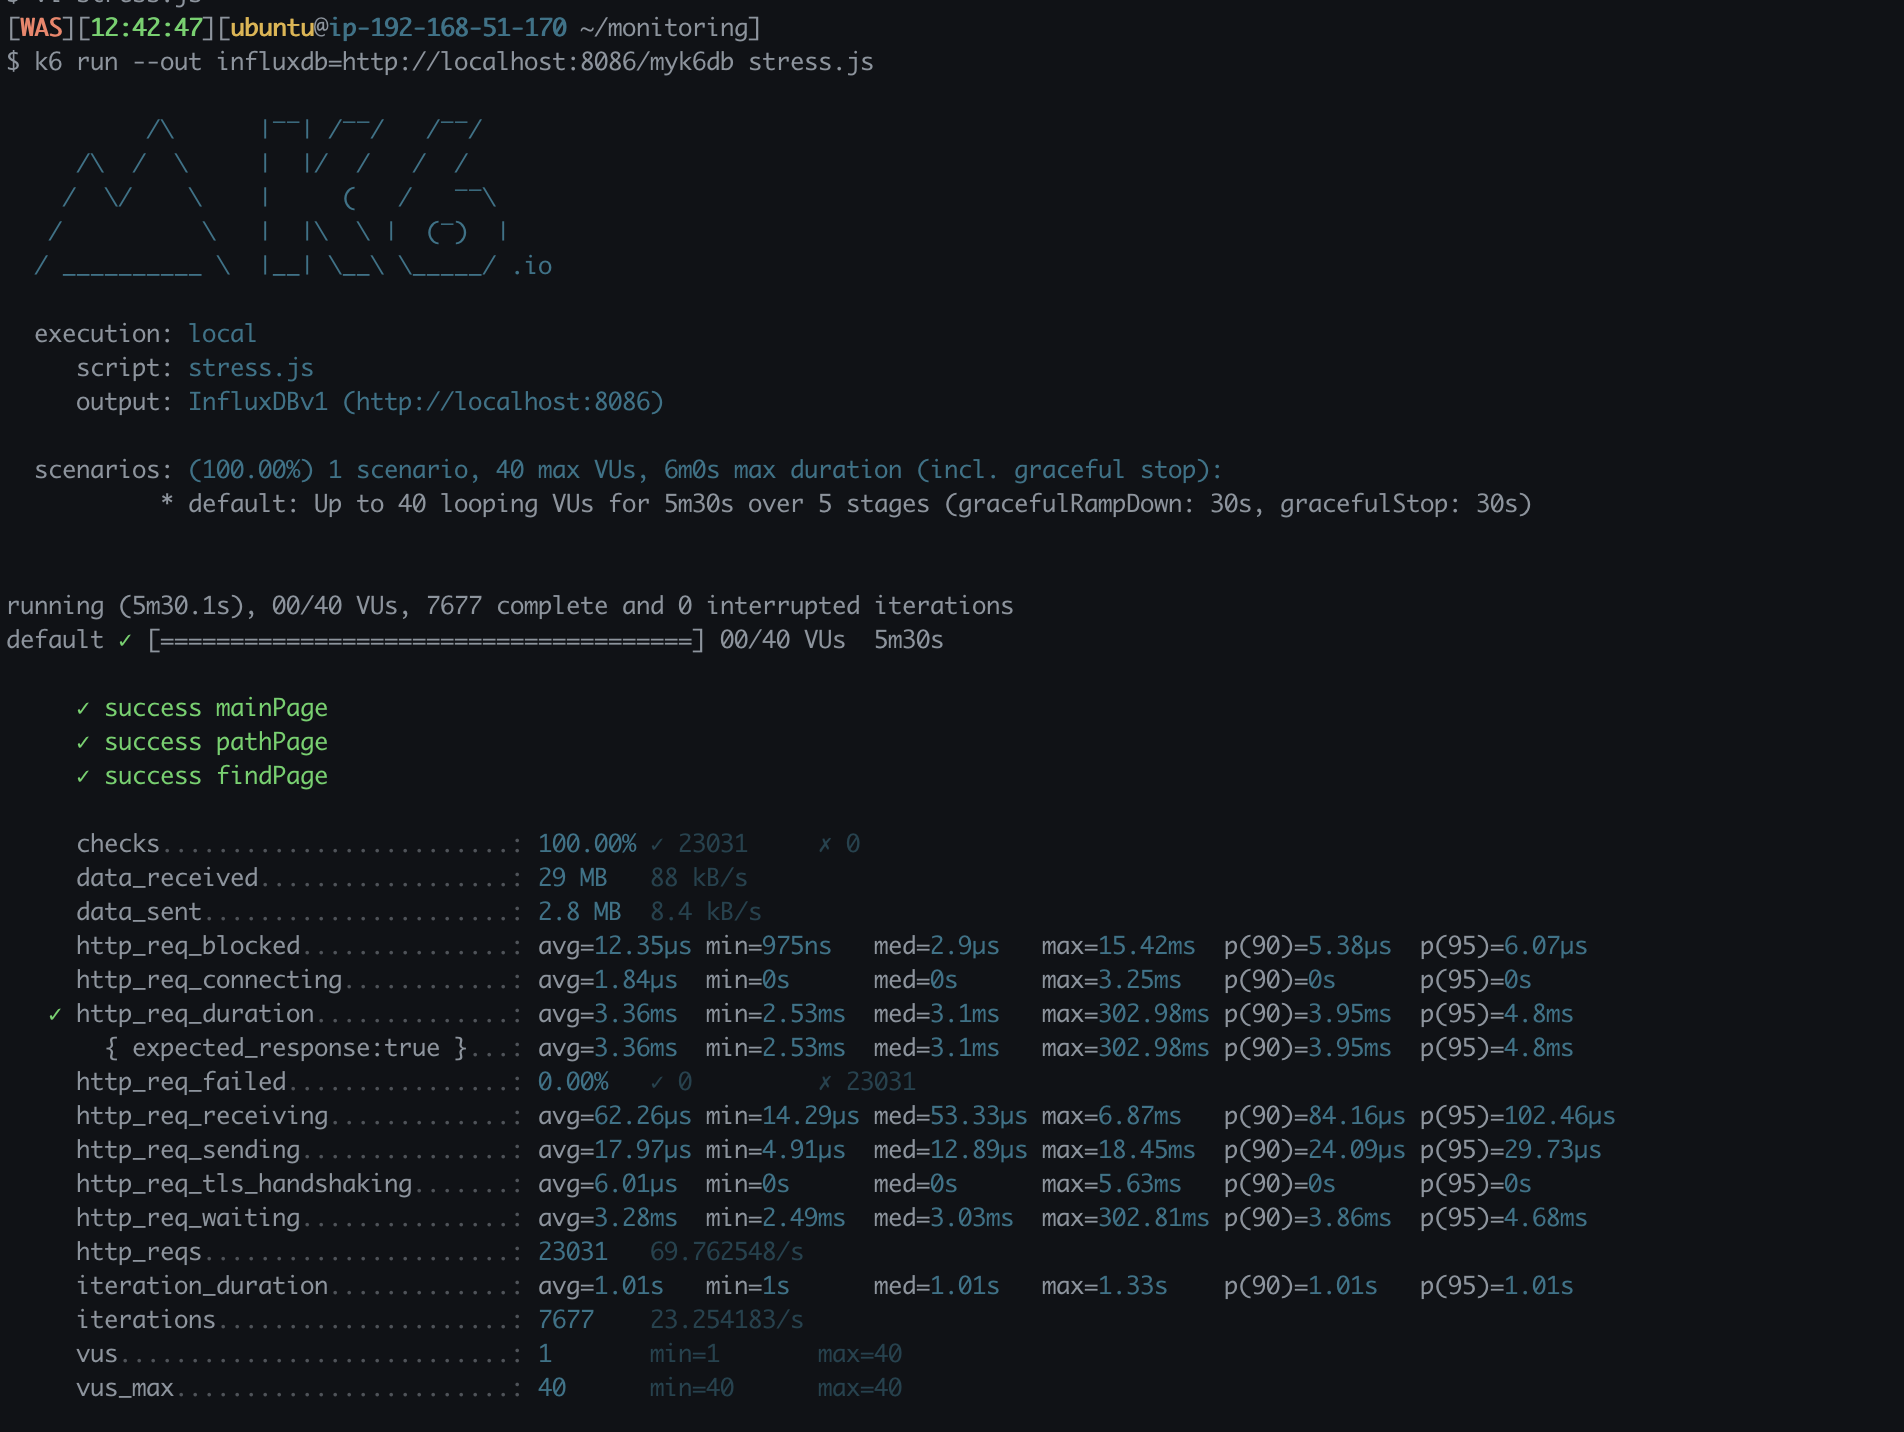 $ vi stress.js
[WAS][12:42:47][ubuntu@ip-192-168-51-170 ~/monitoring]
$ k6 run --out influxdb=http://localhost:8086/myk6db stress.js
          /\      |‾‾| /‾‾/   /‾‾/
     /\  /  \     |  |/  /   /  /
    /  \/    \    |     (   /   ‾‾\
   /          \   |  |\  \ |  (‾)  |
  / __________ \  |__| \__\ \_____/ .io
  execution: local
     script: stress.js
     output: InfluxDBv1 (http://localhost:8086)
  scenarios: (100.00%) 1 scenario, 40 max VUs, 6m0s max duration (incl. graceful stop):
           * default: Up to 40 looping VUs for 5m30s over 5 stages (gracefulRampDown: 30s, gracefulStop: 30s)
running (5m30.1s), 00/40 VUs, 7677 complete and 0 interrupted iterations
default ✓ [======================================] 00/40 VUs  5m30s
     ✓ success mainPage
     ✓ success pathPage
     ✓ success findPage
     checks.........................: 100.00% ✓ 23031     ✗ 0
     data_received..................: 29 MB   88 kB/s
     data_sent......................: 2.8 MB  8.4 kB/s
     http_req_blocked...............: avg=12.35µs min=975ns   med=2.9µs   max=15.42ms  p(90)=5.38µs  p(95)=6.07µs
     http_req_connecting............: avg=1.84µs  min=0s      med=0s      max=3.25ms   p(90)=0s      p(95)=0s
   ✓ http_req_duration..............: avg=3.36ms  min=2.53ms  med=3.1ms   max=302.98ms p(90)=3.95ms  p(95)=4.8ms
       { expected_response:true }...: avg=3.36ms  min=2.53ms  med=3.1ms   max=302.98ms p(90)=3.95ms  p(95)=4.8ms
     http_req_failed................: 0.00%   ✓ 0         ✗ 23031
     http_req_receiving.............: avg=62.26µs min=14.29µs med=53.33µs max=6.87ms   p(90)=84.16µs p(95)=102.46µs
     http_req_sending...............: avg=17.97µs min=4.91µs  med=12.89µs max=18.45ms  p(90)=24.09µs p(95)=29.73µs
     http_req_tls_handshaking.......: avg=6.01µs  min=0s      med=0s      max=5.63ms   p(90)=0s      p(95)=0s
     http_req_waiting...............: avg=3.28ms  min=2.49ms  med=3.03ms  max=302.81ms p(90)=3.86ms  p(95)=4.68ms
     http_reqs......................: 23031   69.762548/s
     iteration_duration.............: avg=1.01s   min=1s      med=1.01s   max=1.33s    p(90)=1.01s   p(95)=1.01s
     iterations.....................: 7677    23.254183/s
     vus............................: 1       min=1       max=40
     vus_max........................: 40      min=40      max=40